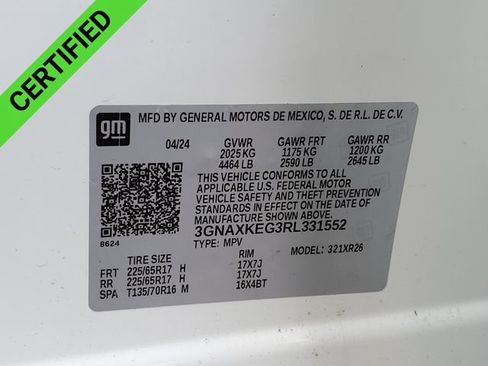 CERTIFIED
gm
MFD BY GENERAL MOTORS DE MEXICO, S. DE R.L. DE C.V.
04/24 GVWR GAWR FRT GAWR RR
2025 KG 1175 KG 1200 KG
4464 LB 2590 LB 2645 LB
THIS VEHICLE CONFORMS TO ALL
APPLICABLE U.S. FEDERAL MOTOR
VEHICLE SAFETY AND THEFT PREVENTION
STANDARDS IN EFFECT ON THE DATE OF
MANUFACTURE SHOWN ABOVE.
3GNAXKEG3RL331552
8624 TYPE: MPV MODEL: 321XR26
TIRE SIZE RIM
FRT 225/65R17 H 17X7J
RR 225/65R17 H 17X7J
SPA T135/70R16 M 16X4BT